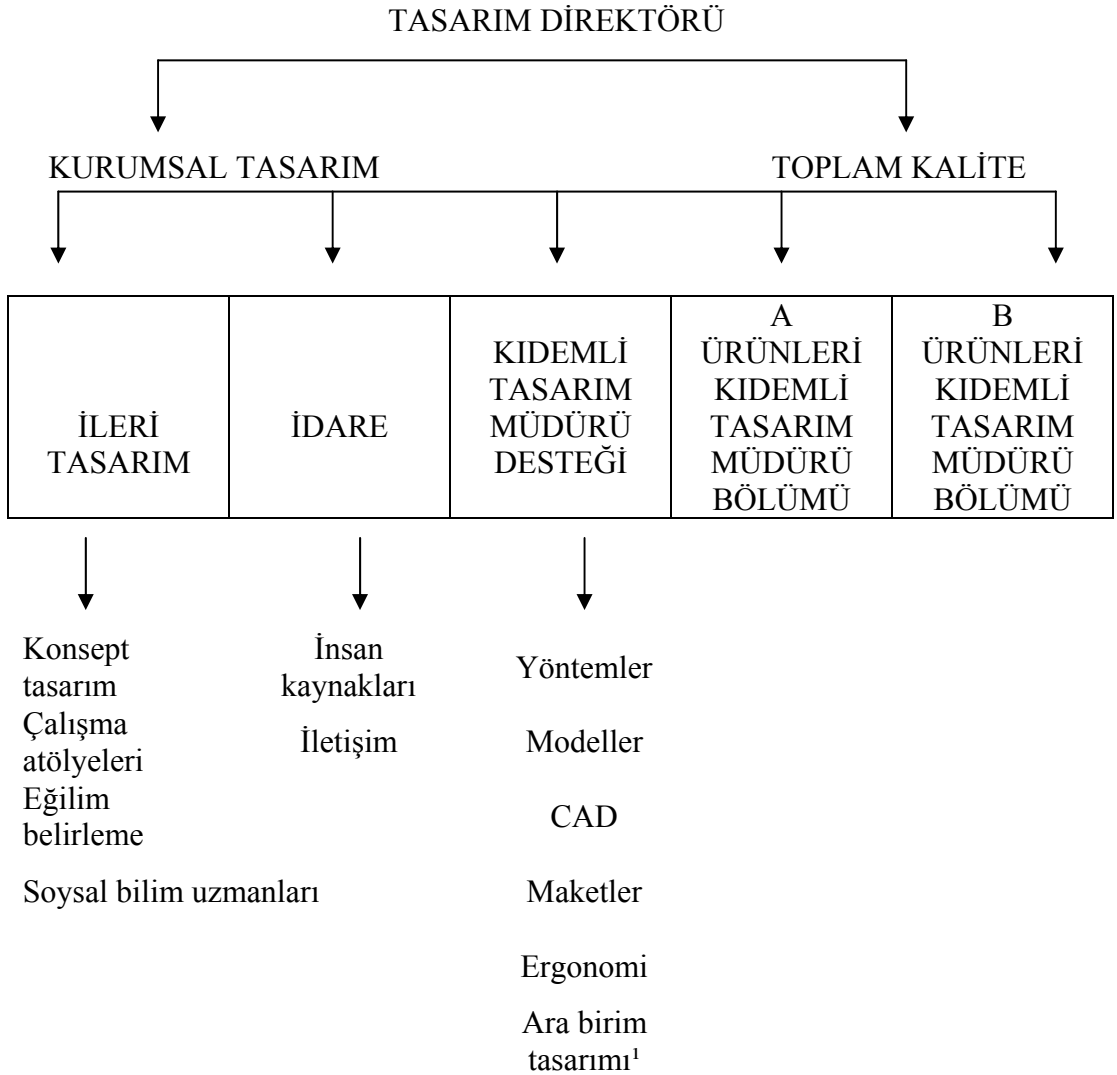 TASARIM DİREKTÖRÜ
KURUMSAL TASARIM
TOPLAM KALİTE
İLERİ
TASARIM
İDARE
KIDEMLİ
TASARIM
MÜDÜRÜ
DESTEĞİ
A
ÜRÜNLERİ
KIDEMLİ
TASARIM
MÜDÜRÜ
BÖLÜMÜ
B
ÜRÜNLERİ
KIDEMLİ
TASARIM
MÜDÜRÜ
BÖLÜMÜ
Konsept
tasarım
Çalışma
atölyeleri
Eğilim
belirleme
Soysal bilim uzmanları
İnsan
kaynakları
İletişim
Yöntemler
Modeller
CAD
Maketler
Ergonomi
Ara birim
tasarımı¹